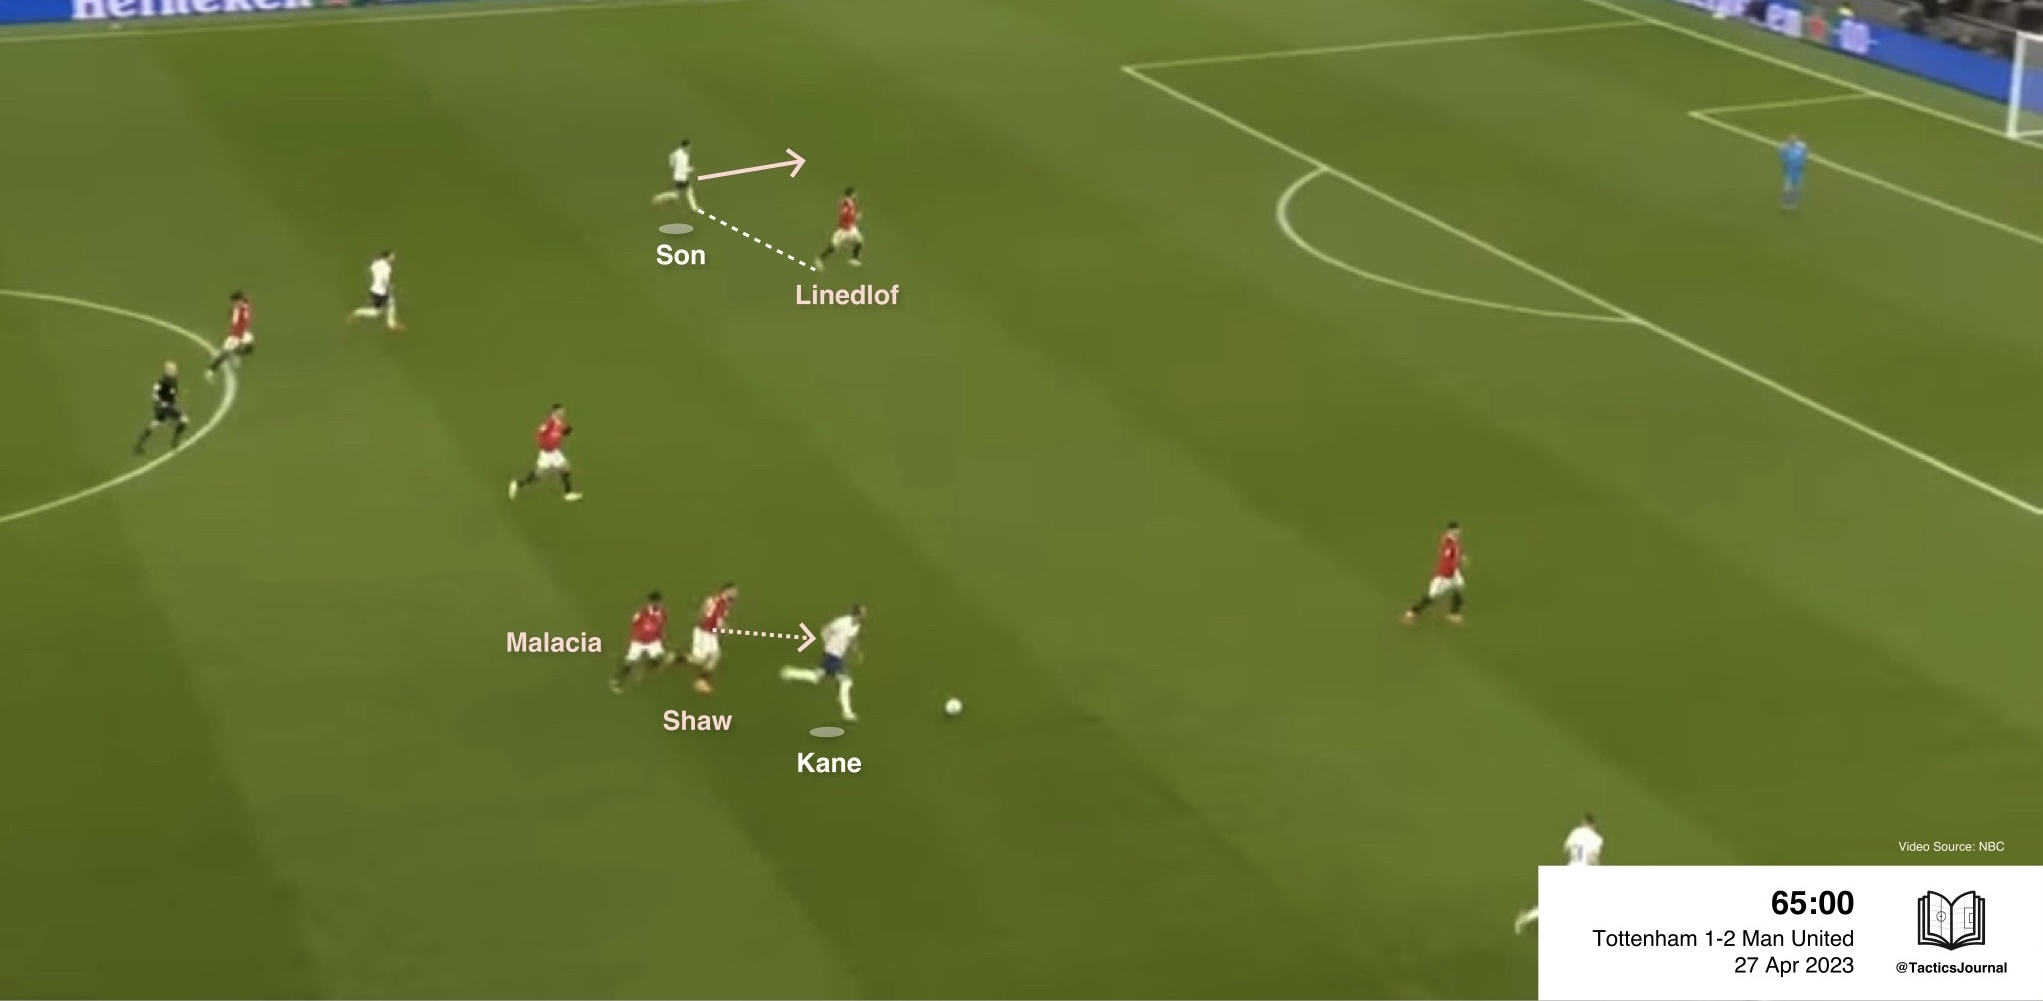 Heineken
Son
Linedlof
Malacia
Shaw
Kane
Video Source: NBC
65:00
Tottenham 1-2 Man United
27 Apr 2023
@TacticsJournal